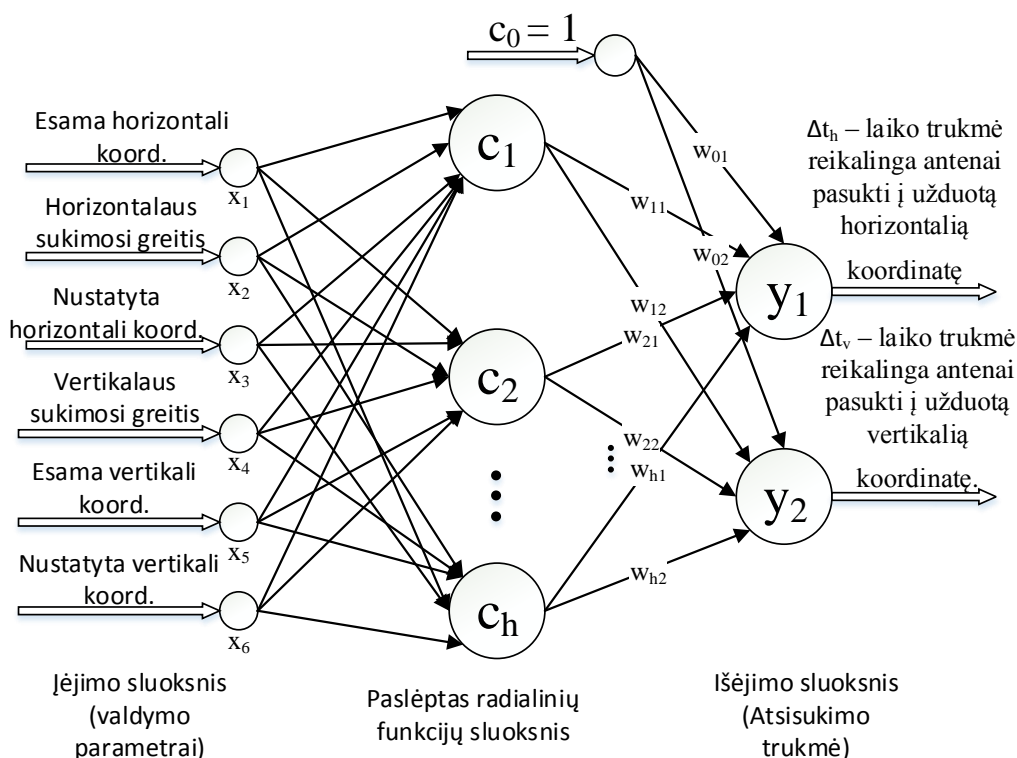 c0 = 1
Esama horizontali
koord.
x1
Horizontalaus
sukimosi greitis
x2
Nustatyta
horizontali koord.
x3
Vertikalaus
sukimosi greitis
x4
Esama vertikali
koord.
x5
Nustatyta vertikali
koord.
x6
c1
c2
ch
w01
w11
w02
w12
w21
w22
wh1
wh2
y1
y2
Δth – laiko trukmė
reikalinga antenai
pasukti į užduotą
horizontalią
koordinatę
Δtv – laiko trukmė
reikalinga antenai
pasukti į užduotą
vertikalią
koordinatę.
Įėjimo sluoksnis
(valdymo
parametrai)
Paslėptas radialinių
funkcijų sluoksnis
Išėjimo sluoksnis
(Atsisukimo
trukmė)